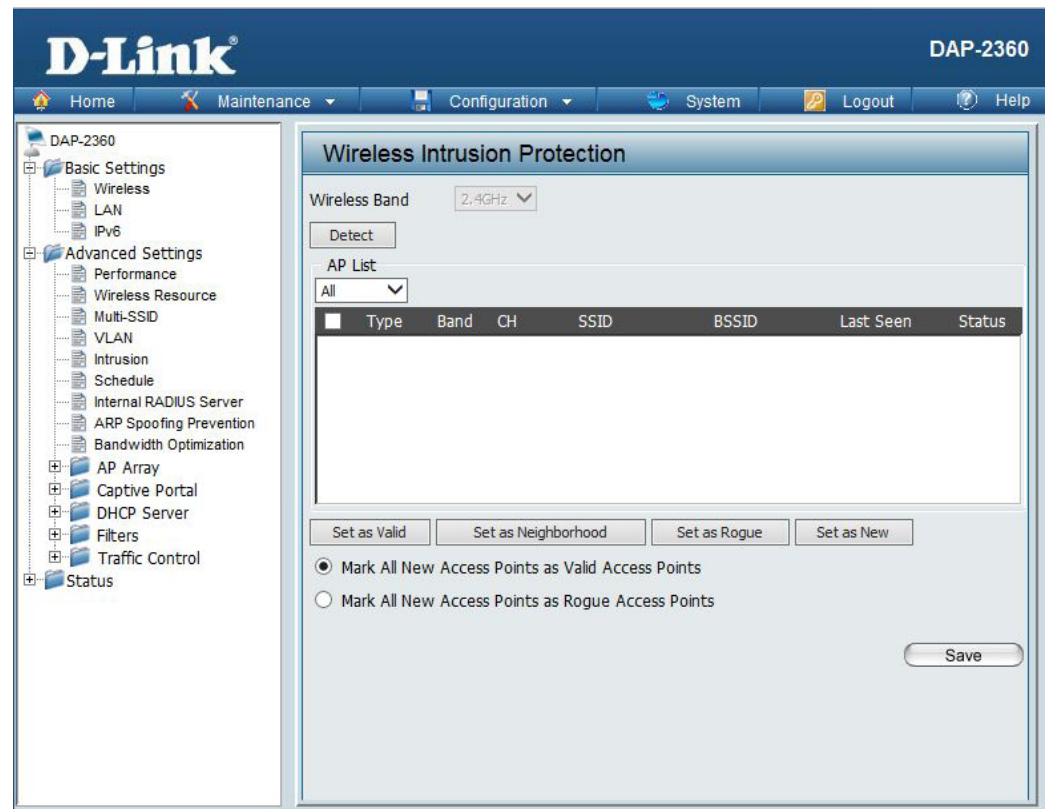 D-Link®
DAP-2360
Home Maintenance Configuration System Logout Help
DAP-2360
Basic Settings
Wireless
LAN
IPv6
Advanced Settings
Performance
Wireless Resource
Multi-SSID
VLAN
Intrusion
Schedule
Internal RADIUS Server
ARP Spoofing Prevention
Bandwidth Optimization
AP Array
Captive Portal
DHCP Server
Filters
Traffic Control
Status
Wireless Intrusion Protection
Wireless Band 2.4GHz
Detect
AP List
All
Type Band CH SSID BSSID Last Seen Status
Set as Valid Set as Neighborhood Set as Rogue Set as New
Mark All New Access Points as Valid Access Points
Mark All New Access Points as Rogue Access Points
Save